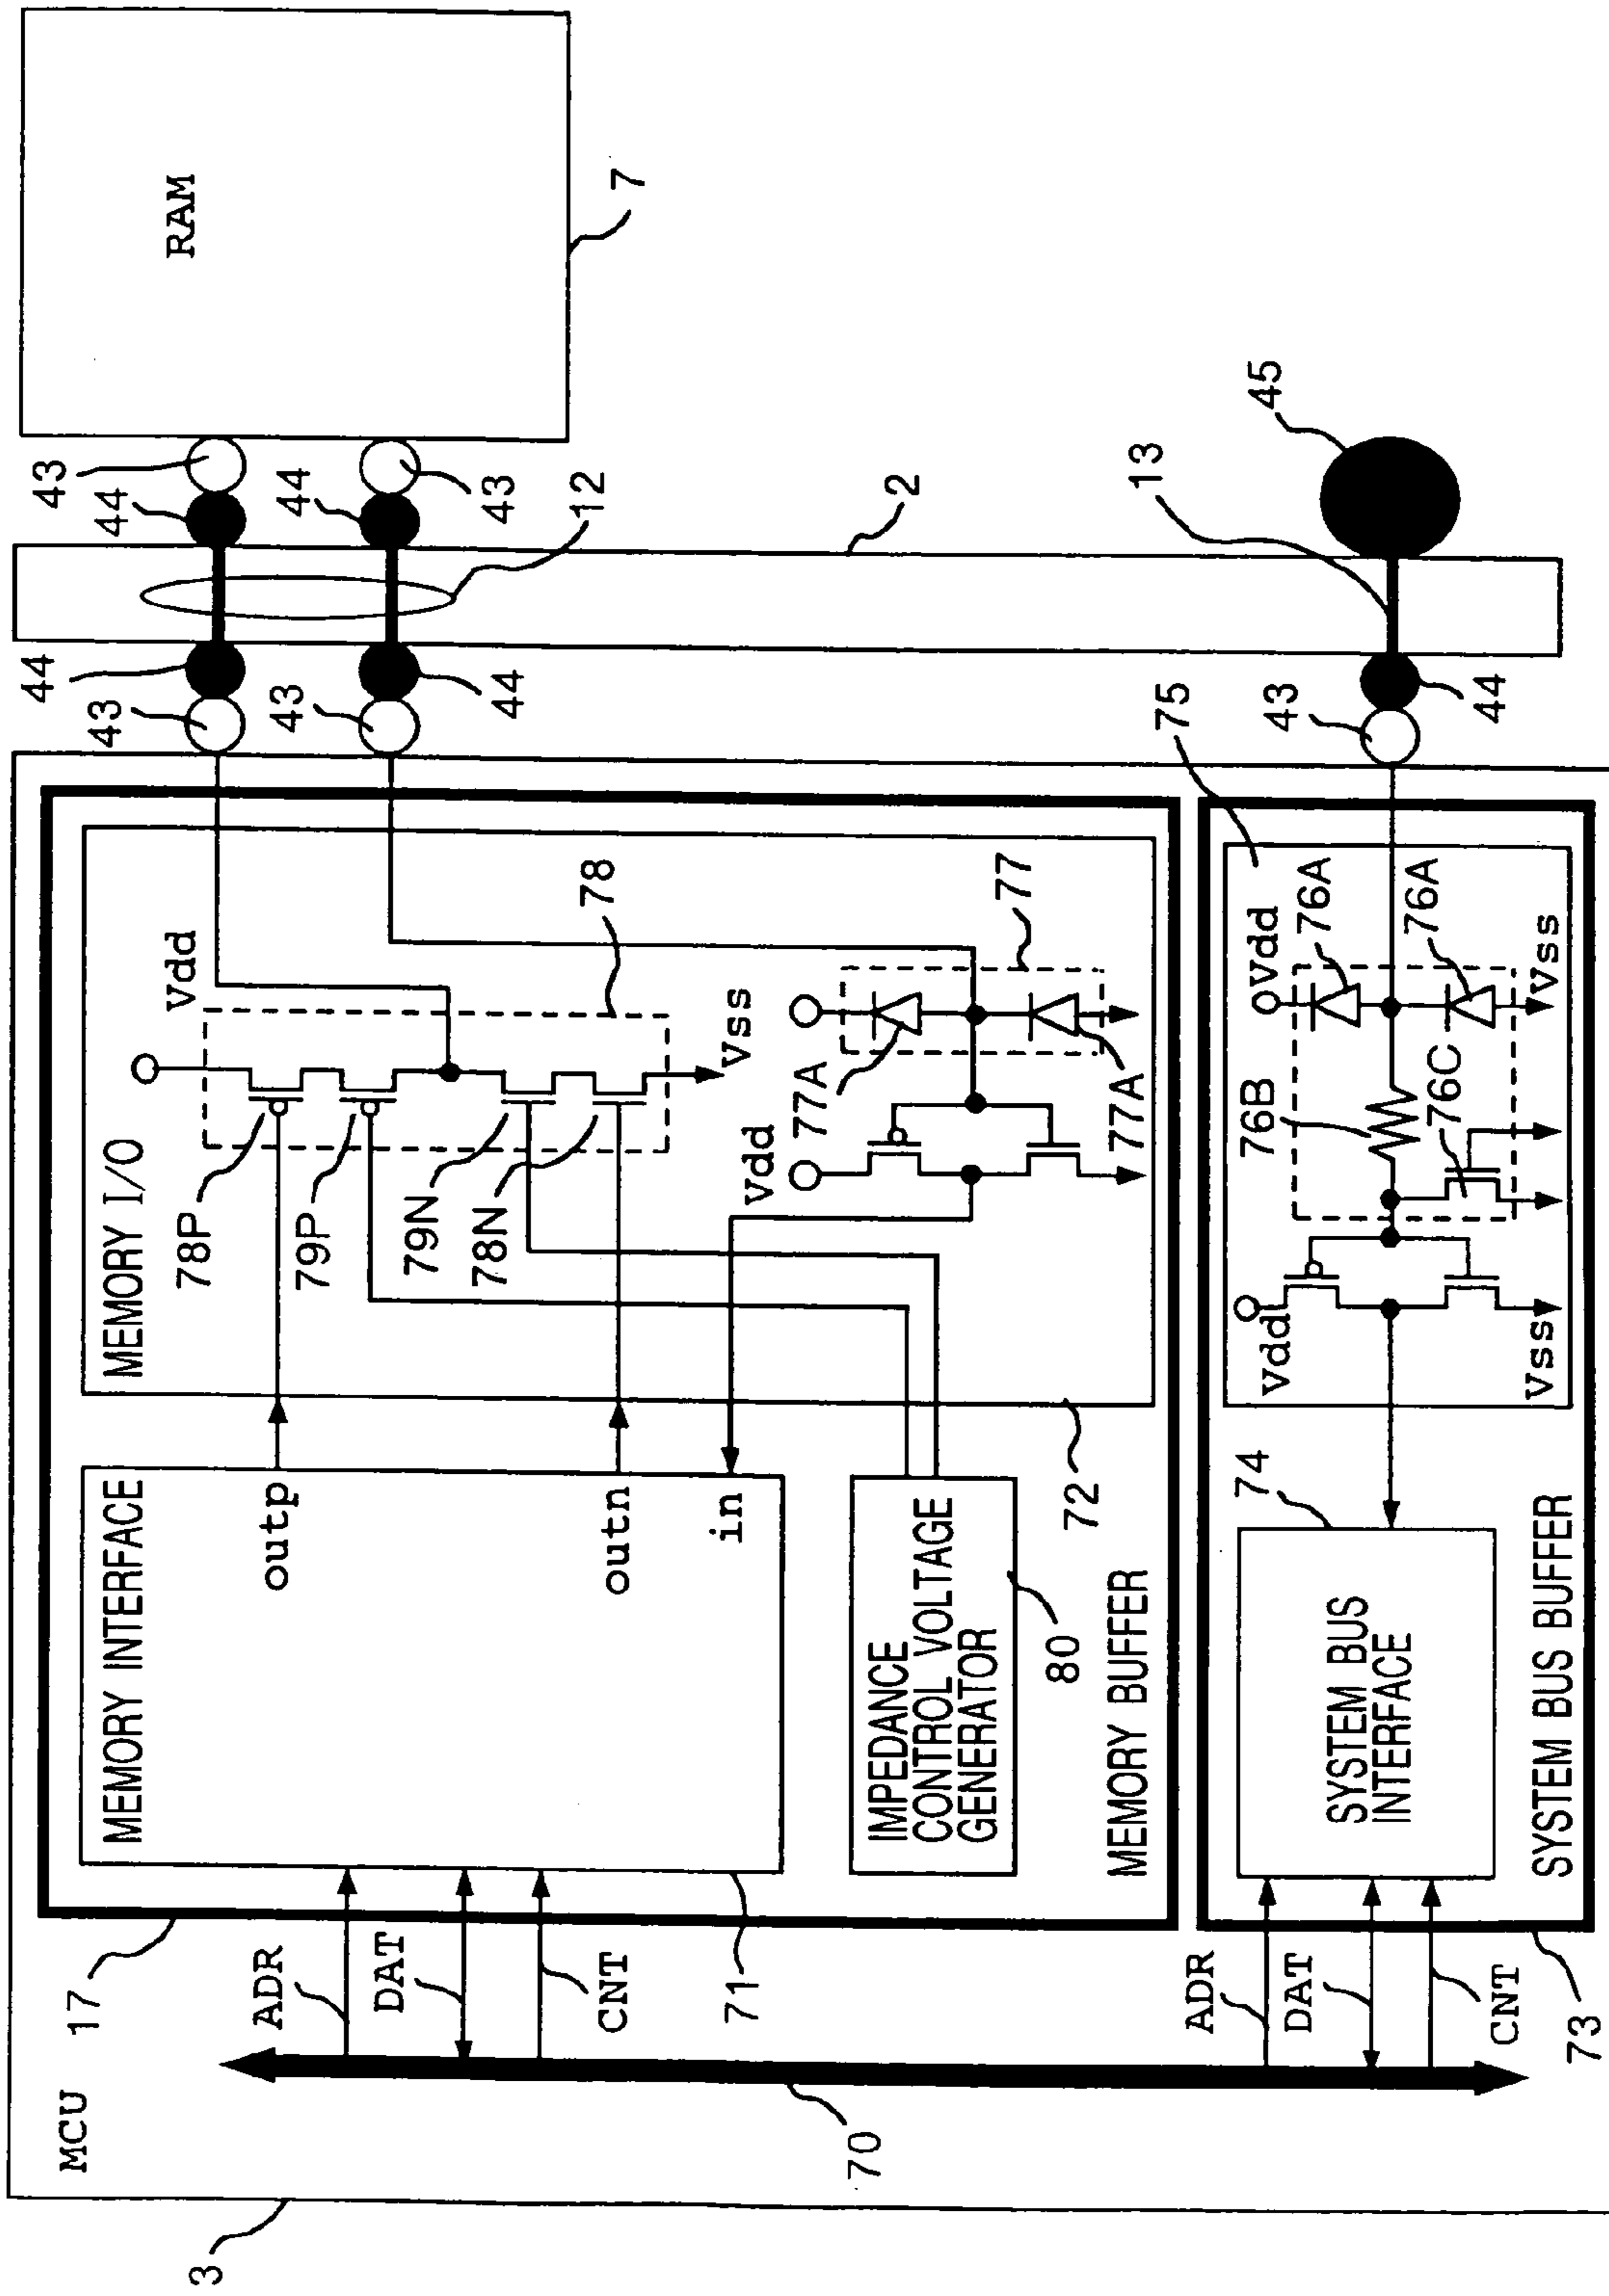 3
MCU
17
ADR
DAT
CNT
71
70
MEMORY INTERFACE
outp
outn
in
IMPEDANCE
CONTROL VOLTAGE
GENERATOR
80
MEMORY BUFFER
MEMORY I/O
72
78P
79P
79N
78N
Vdd
78
Vss
Vdd
77A
77
77A
43
44
43
44
43
44
44
43
12
RAM
7
2
ADR
DAT
CNT
73
SYSTEM BUS
INTERFACE
74
SYSTEM BUS BUFFER
Vdd
Vss
75
76B
76C
Vdd
76A
76A
Vss
43
44
13
45